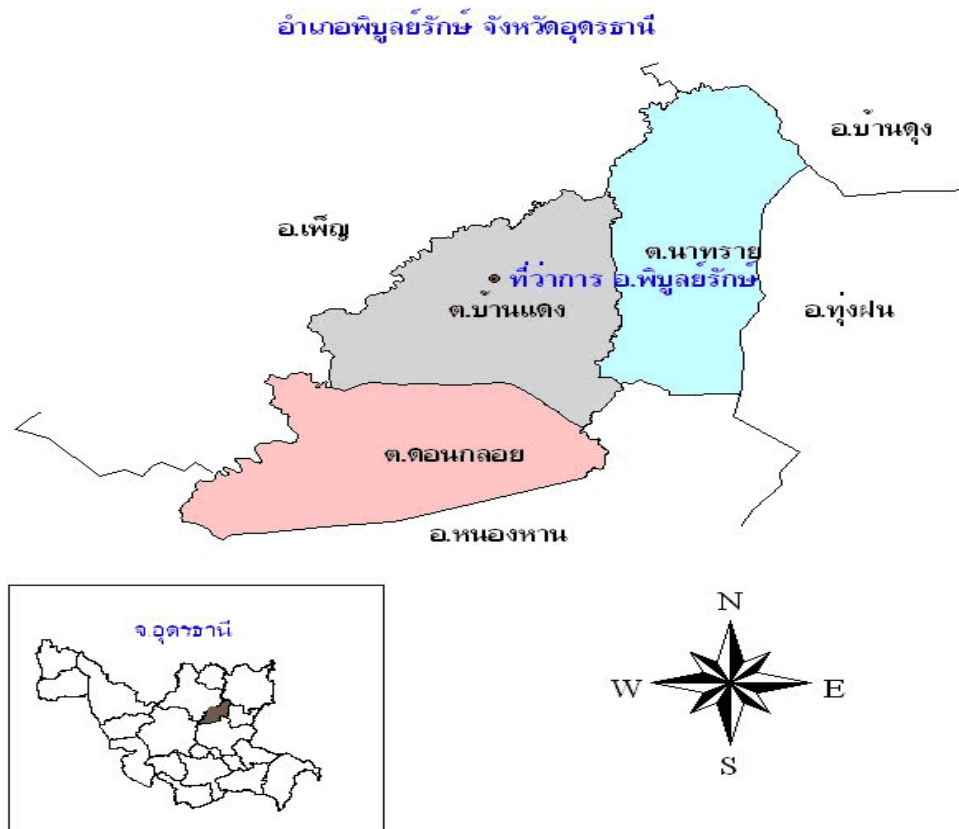 อำเภอพิบูลย์รักษ์ จังหวัดอุดรธานี
อ.บ้านดุง
อ.เพ็ญ
ต.นาทราย
ที่ว่าการ อ.พิบูลย์รักษ์
ต.บ้านแดง
อ.ทุ่งฝน
ต.ดอนกลอย
อ.หนองหาน
จ.อุดรธานี
N
W
E
S